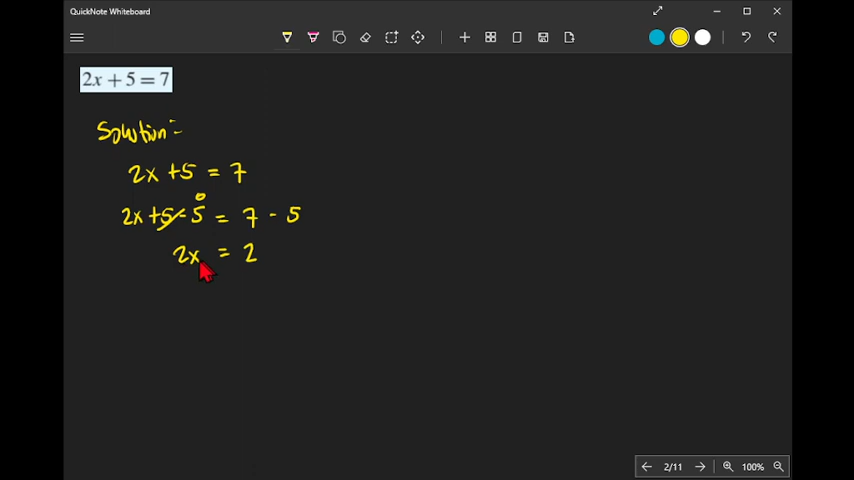 QuickNote Whiteboard
2x + 5 = 7
Solution:
2x + 5 = 7
0
2x + 5 - 5 = 7 - 5
2x = 2
2/11
100%